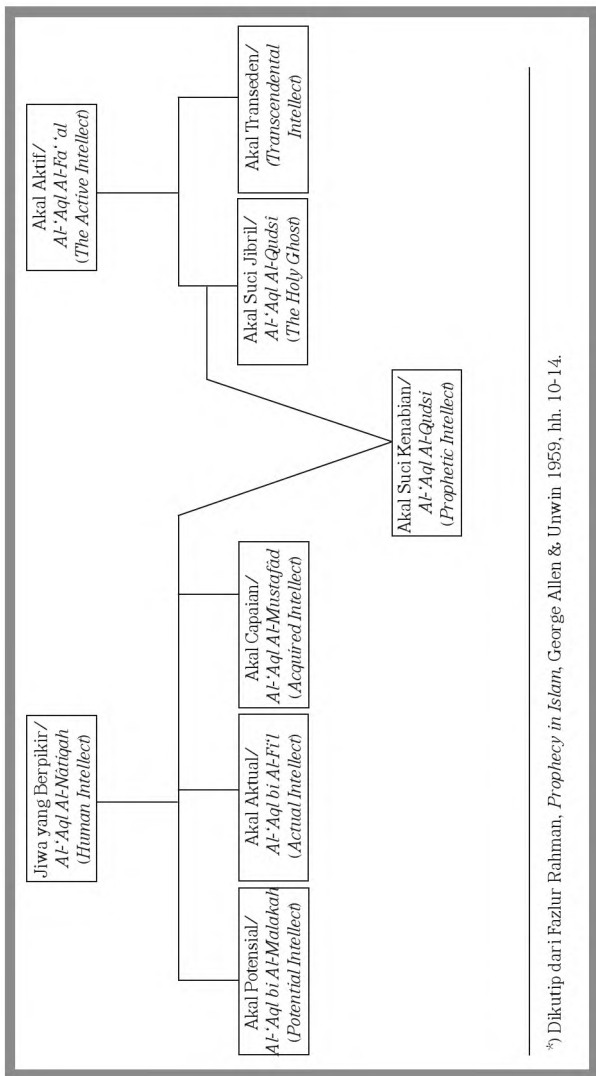 Jiwa yang Berpikir/
Al-‘Aql Al-Nâtiqah
(Human Intellect)
Akal Aktif/
Al-‘Aql Al-Fa‘‘al
(The Active Intellect)
Akal Potensial/
Al-‘Aql bi Al-Malakah
(Potential Intellect)
Akal Aktual/
Al-‘Aql bi Al-Fi‘l
(Actual Intellect)
Akal Capaian/
Al-‘Aql Al-Mustafâd
(Acquired Intellect)
Akal Suci Jibril/
Al-‘Aql Al-Qudsi
(The Holy Ghost)
Akal Transeden/
(Transcendental
Intellect)
Akal Suci Kenabian/
Al-‘Aql Al-Qudsi
(Prophetic Intellect)
*) Dikutip dari Fazlur Rahman, Prophecy in Islam, George Allen & Unwin 1959, hh. 10-14.